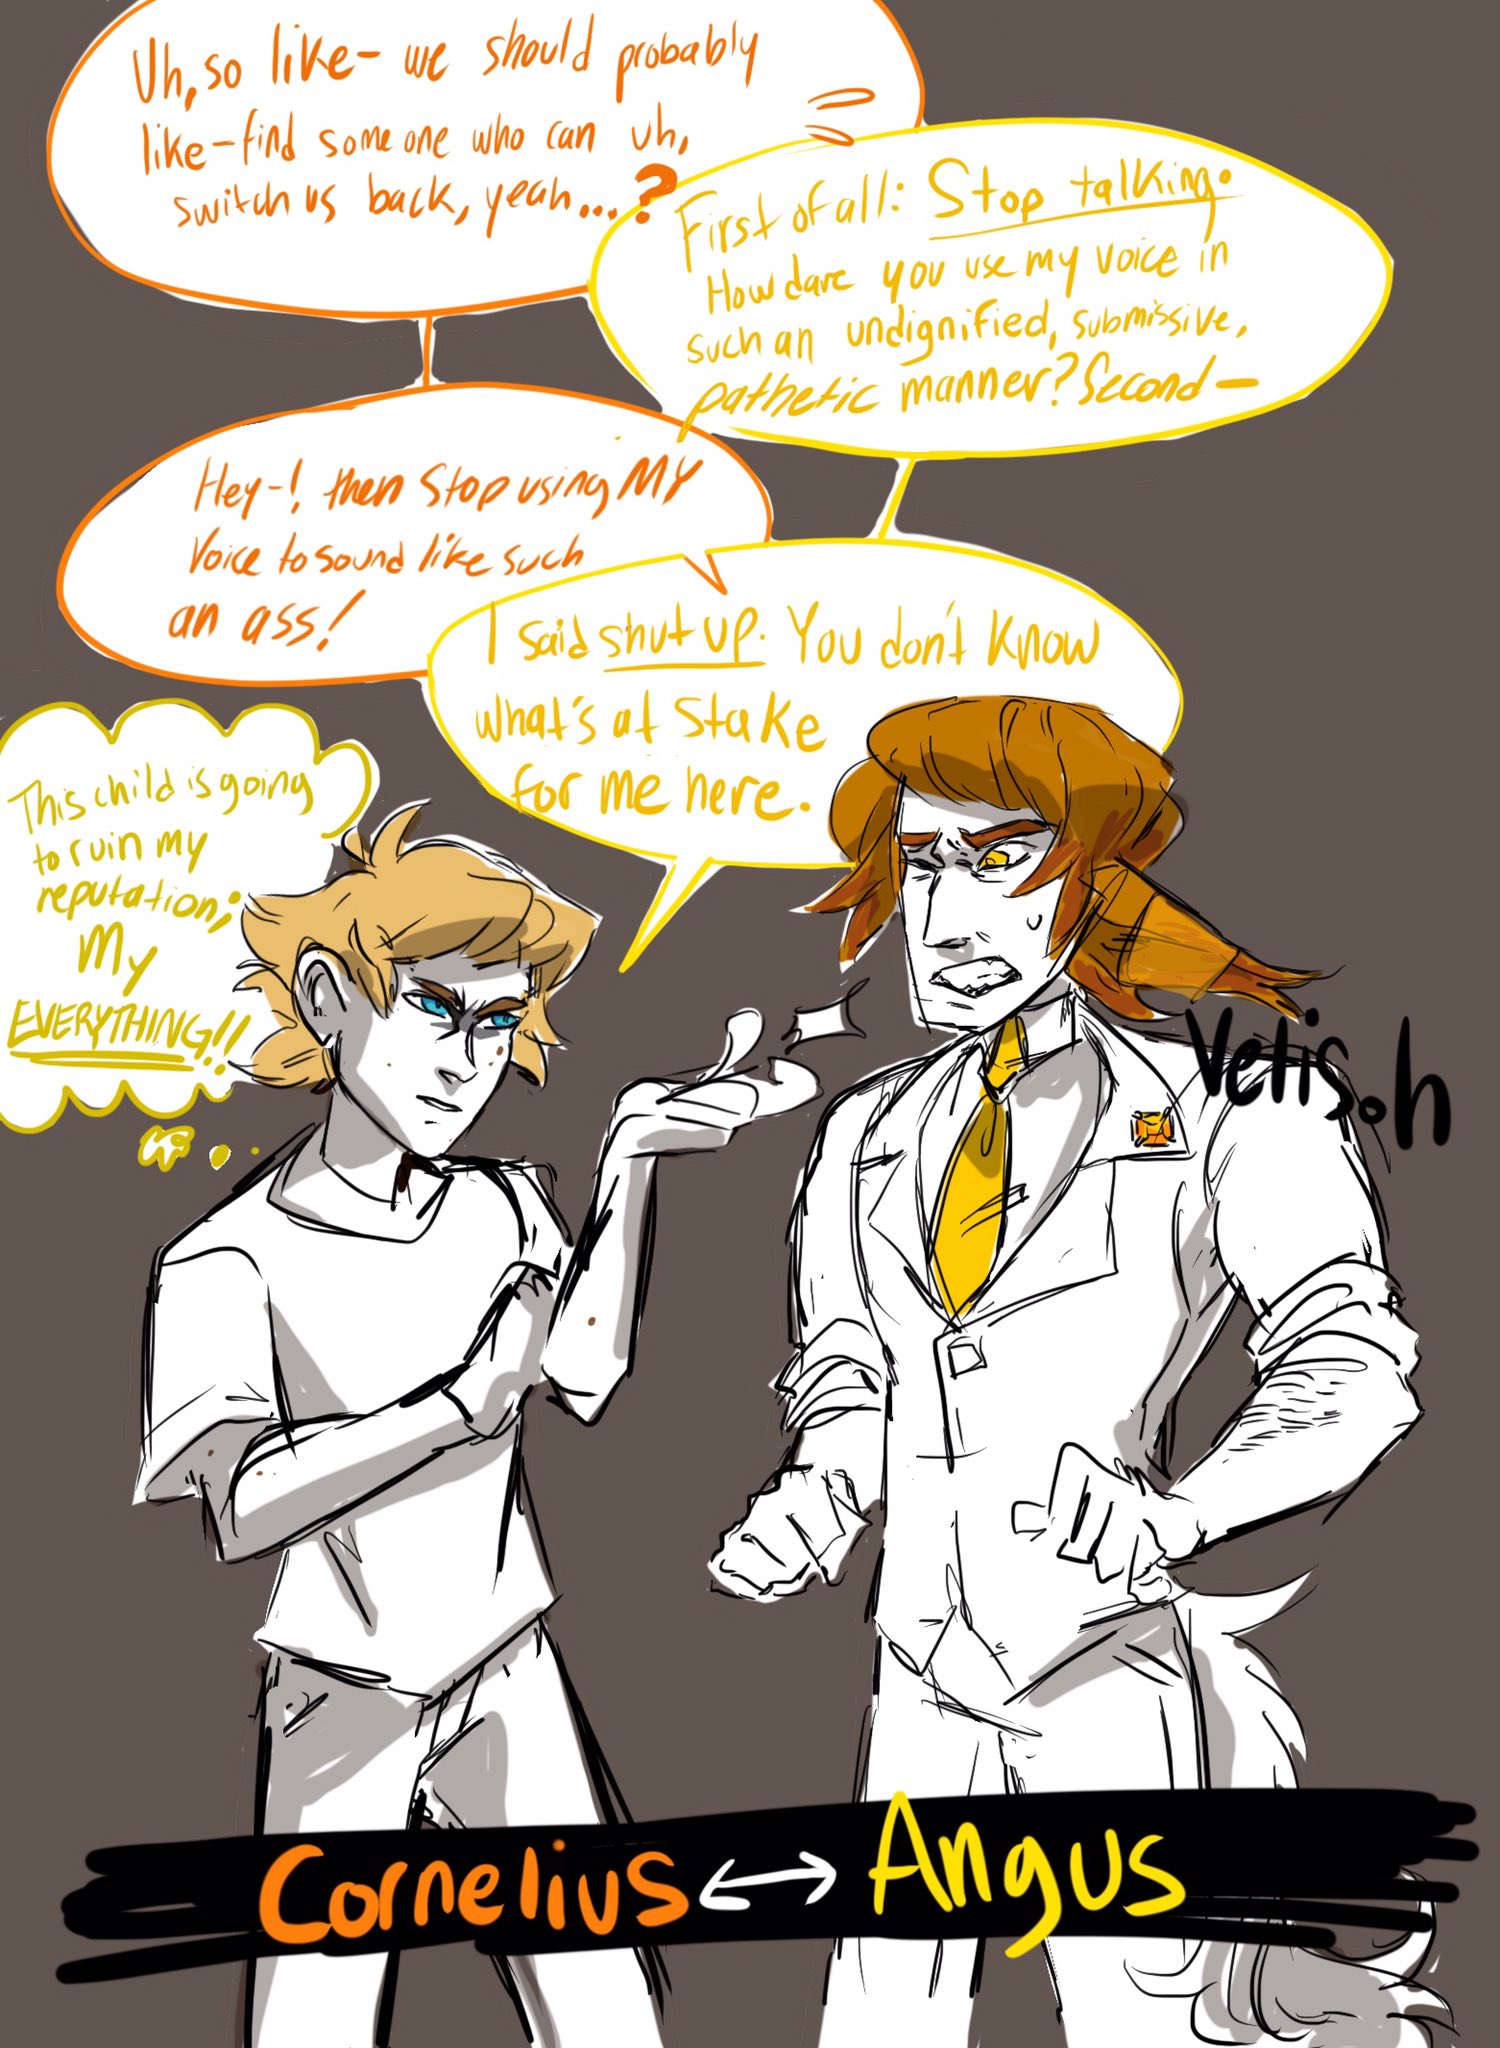 Uh, so like- we should probably
like-find someone who can uh,
switch us back, yeah...?
First of all: Stop talking.
How dare you use my voice in
such an undignified, submissive,
pathetic manner? Second-
Hey-! then stop using MY
Voice to sound like such
an ass!
I said shut up. You don't know
what's at stake
for me here.
This child is going
to ruin my
reputation;
My
EVERYTHING!!
Vetis.h
Cornelius ↔ Angus